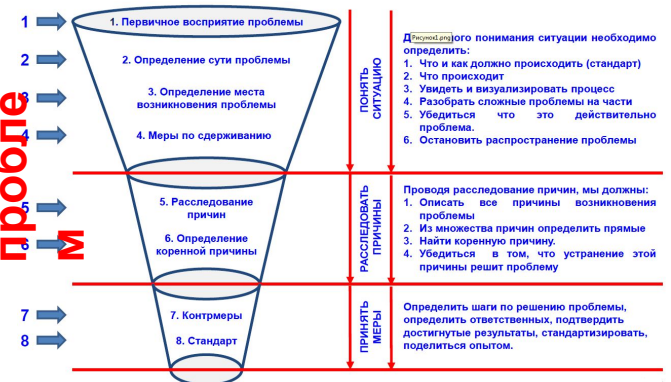 1
2
3
4
5
6
7
8
пробле
м
1. Первичное восприятие проблемы
2. Определение сути проблемы
3. Определение места
возникновения проблемы
4. Меры по сдерживанию
5. Расследование
причин
6. Определение
коренной причины
7. Контрмеры
8. Стандарт
ПОНЯТЬ
СИТУАЦИЮ
РАССЛЕДОВАТЬ
ПРИЧИНЫ
ПРИНЯТЬ
МЕРЫ
Рисунок1.png
понимания ситуации необходимо
определить:
1. Что и как должно происходить (стандарт)
2. Что происходит
3. Увидеть и визуализировать процесс
4. Разобрать сложные проблемы на части
5. Убедиться что это действительно
проблема.
6. Остановить распространение проблемы
Проводя расследование причин, мы должны:
1. Описать все причины возникновения
проблемы
2. Из множества причин определить прямые
3. Найти коренную причину.
4. Убедиться в том, что устранение этой
причины решит проблему
Определить шаги по решению проблемы,
определить ответственных, подтвердить
достигнутые результаты, стандартизировать,
поделиться опытом.